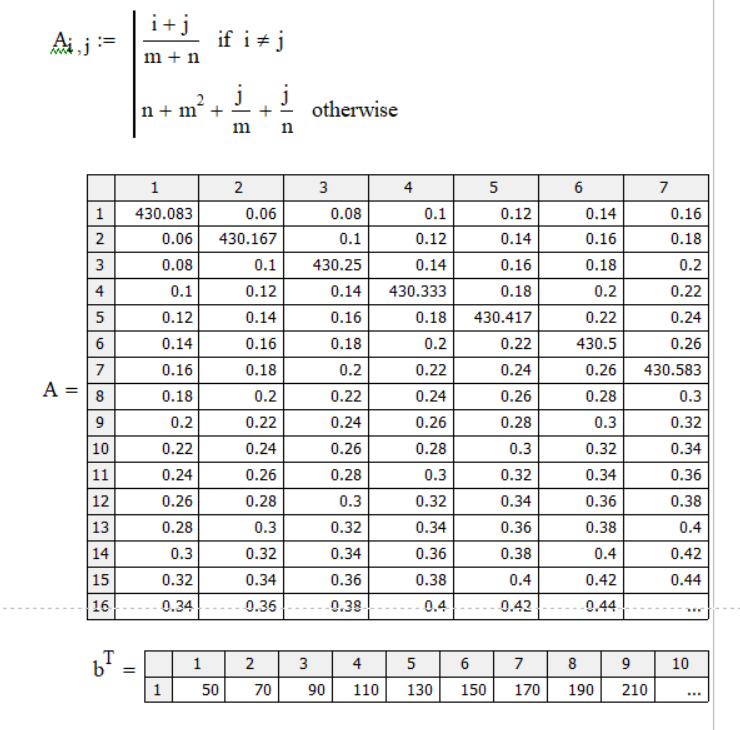 A i , j := i + j / m + n if i ≠ j
n + m² + j / m + j / n otherwise
1 2 3 4 5 6 7
1 430.083 0.06 0.08 0.1 0.12 0.14 0.16
2 0.06 430.167 0.1 0.12 0.14 0.16 0.18
3 0.08 0.1 430.25 0.14 0.16 0.18 0.2
4 0.1 0.12 0.14 430.333 0.18 0.2 0.22
5 0.12 0.14 0.16 0.18 430.417 0.22 0.24
6 0.14 0.16 0.18 0.2 0.22 430.5 0.26
7 0.16 0.18 0.2 0.22 0.24 0.26 430.583
A = 8 0.18 0.2 0.22 0.24 0.26 0.28 0.3
9 0.2 0.22 0.24 0.26 0.28 0.3 0.32
10 0.22 0.24 0.26 0.28 0.3 0.32 0.34
11 0.24 0.26 0.28 0.3 0.32 0.34 0.36
12 0.26 0.28 0.3 0.32 0.34 0.36 0.38
13 0.28 0.3 0.32 0.34 0.36 0.38 0.4
14 0.3 0.32 0.34 0.36 0.38 0.4 0.42
15 0.32 0.34 0.36 0.38 0.4 0.42 0.44
16 0.34 0.36 0.38 0.4 0.42 0.44 ...
b^T = 1 2 3 4 5 6 7 8 9 10
1 50 70 90 110 130 150 170 190 210 ...